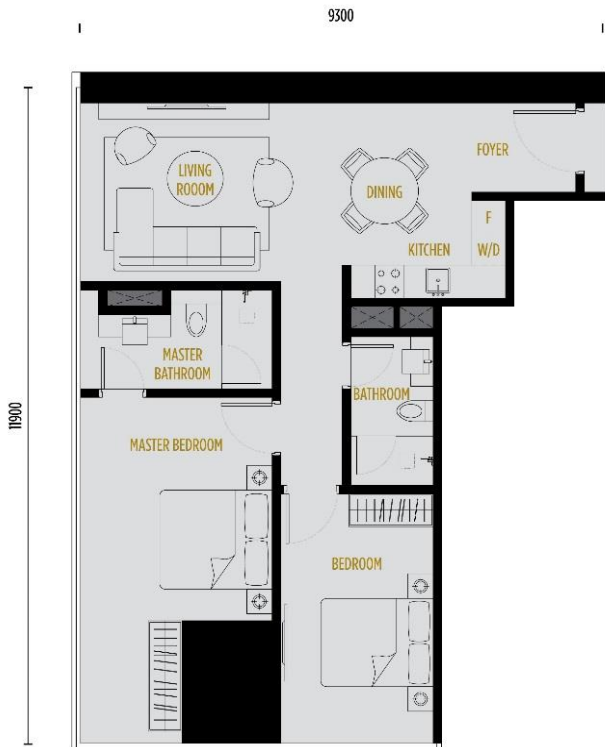 9300
FOYER
LIVING
ROOOM
DINING
F
KITCHEN
W/D
MASTER
BATHROOM
BATHROOM
11900
MASTER BEDROOM
BEDROOM